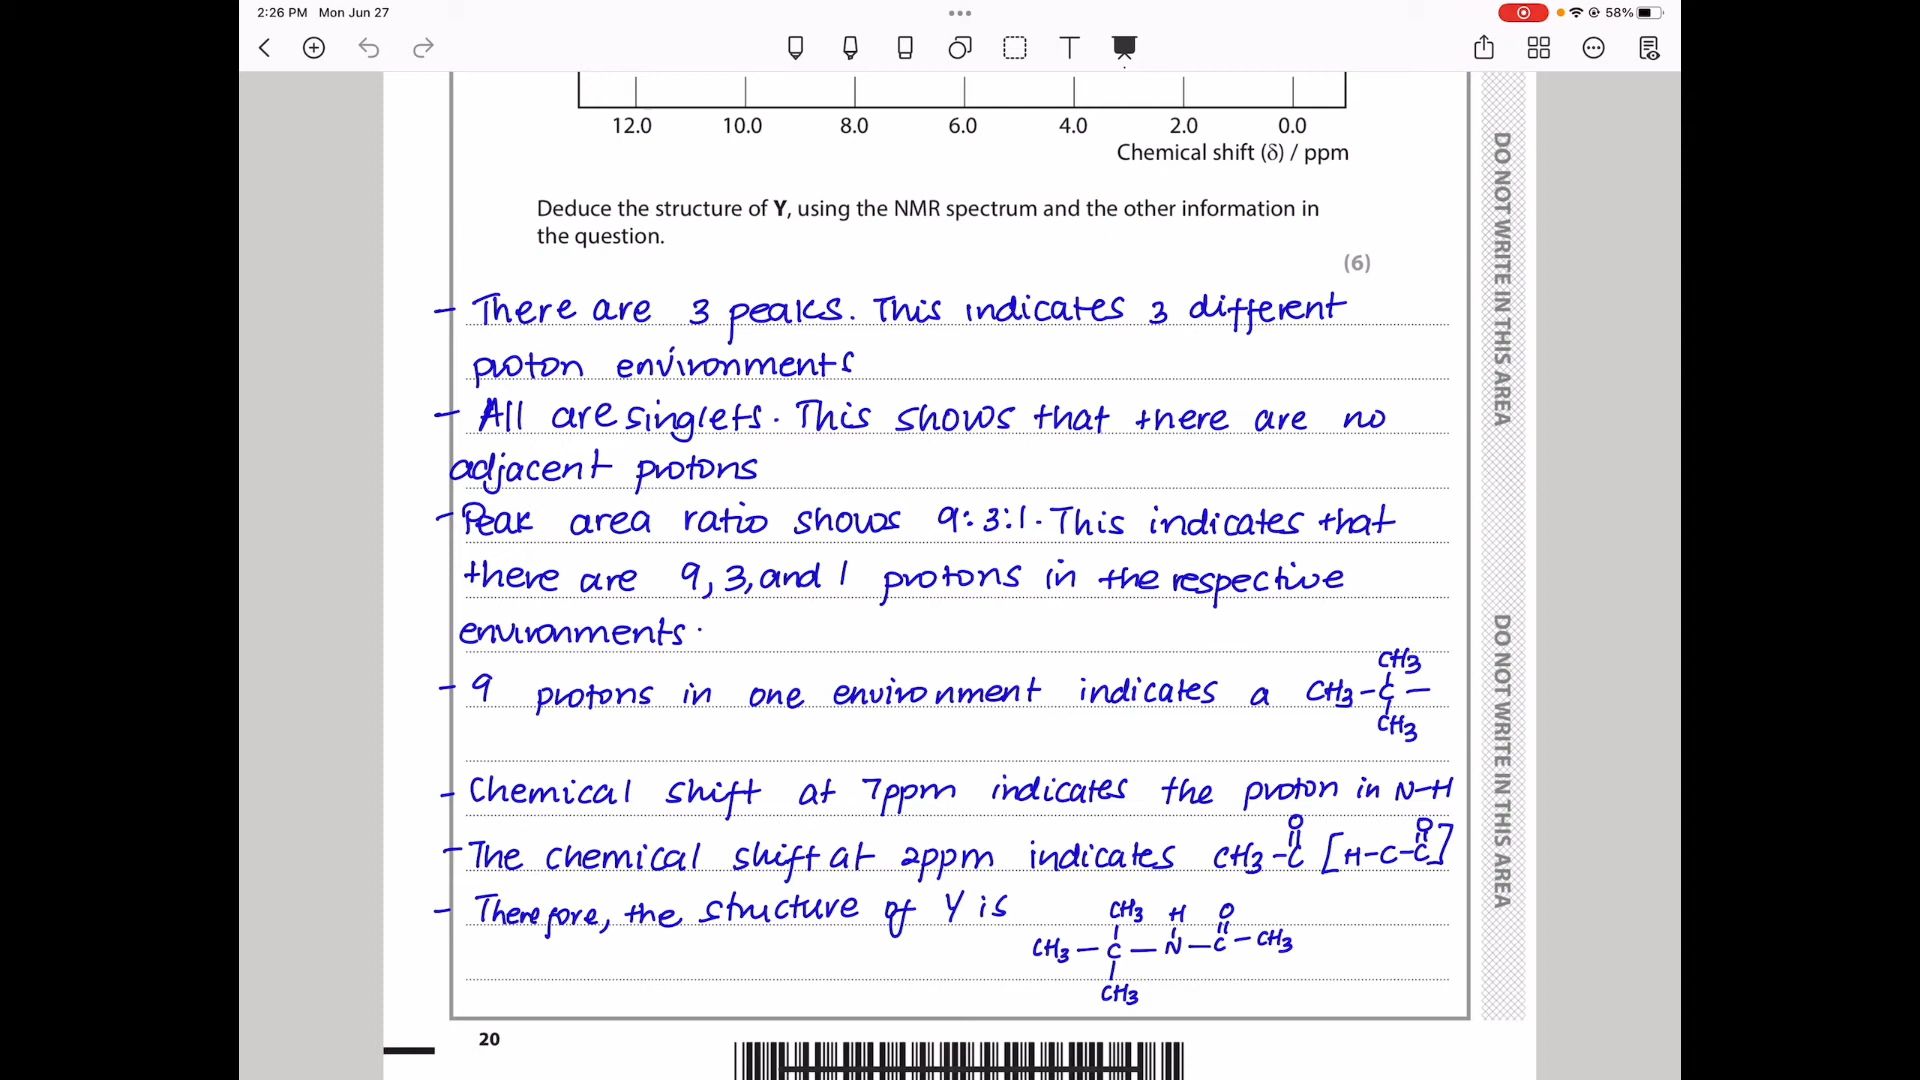 2:26 PM Mon Jun 27
58%
12.0 10.0 8.0 6.0 4.0 2.0 0.0
Chemical shift (δ) / ppm
Deduce the structure of Y, using the NMR spectrum and the other information in
the question.
(6)
- There are 3 peaks. This indicates 3 different
proton environments
- All are singlets. This shows that there are no
adjacent protons
- Peak area ratio shows 9:3:1. This indicates that
there are 9, 3, and 1 protons in the respective
environments.
CH3
- 9 protons in one environment indicates a CH3-C-
CH3
- Chemical shift at 7ppm indicates the proton in N-H
O O
- The chemical shift at 2ppm indicates CH3-C [H-C-C]
- Therefore, the structure of Y is
CH3 H O
CH3-C-N-C-CH3
CH3
20
DO NOT WRITE IN THIS AREA
DO NOT WRITE IN THIS AREA